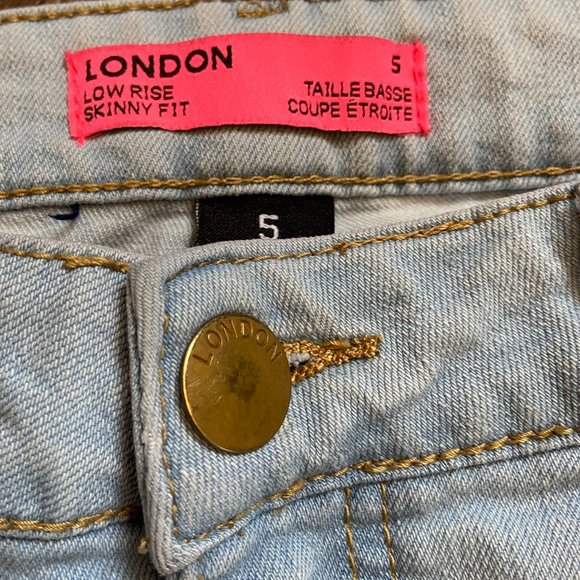 LONDON 5
LOW RISE TAILLE BASSE
SKINNY FIT COUPE ÉTROITE
5
LONDON